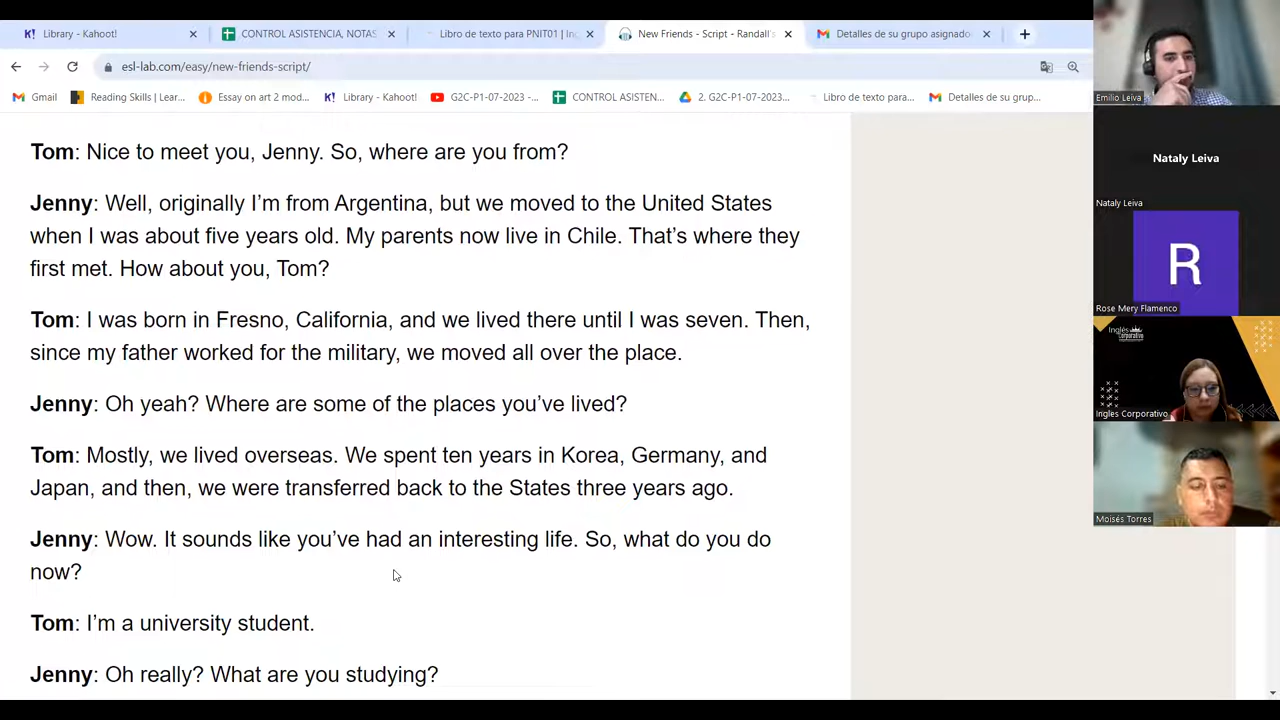 Library - Kahoot!
CONTROL ASISTENCIA, NOTAS
Libro de texto para PNIT01 | In
New Friends - Script - Randall's
Detalles de su grupo asignado
esl-lab.com/easy/new-friends-script/
Gmail
Reading Skills | Lear...
Essay on art 2 mod...
Library - Kahoot!
G2C-P1-07-2023 -...
CONTROL ASISTEN...
2. G2C-P1-07-2023...
Libro de texto para...
Detalles de su grup...
Tom: Nice to meet you, Jenny. So, where are you from?
Jenny: Well, originally I'm from Argentina, but we moved to the United States
when I was about five years old. My parents now live in Chile. That's where they
first met. How about you, Tom?
Tom: I was born in Fresno, California, and we lived there until I was seven. Then,
since my father worked for the military, we moved all over the place.
Jenny: Oh yeah? Where are some of the places you've lived?
Tom: Mostly, we lived overseas. We spent ten years in Korea, Germany, and
Japan, and then, we were transferred back to the States three years ago.
Jenny: Wow. It sounds like you've had an interesting life. So, what do you do
now?
Tom: I'm a university student.
Jenny: Oh really? What are you studying?
Emilio Leiva
Nataly Leiva
Nataly Leiva
R
Rose Mery Flamenco
Inglés
Corporativo
Ingles Corporativo
Moisés Torres